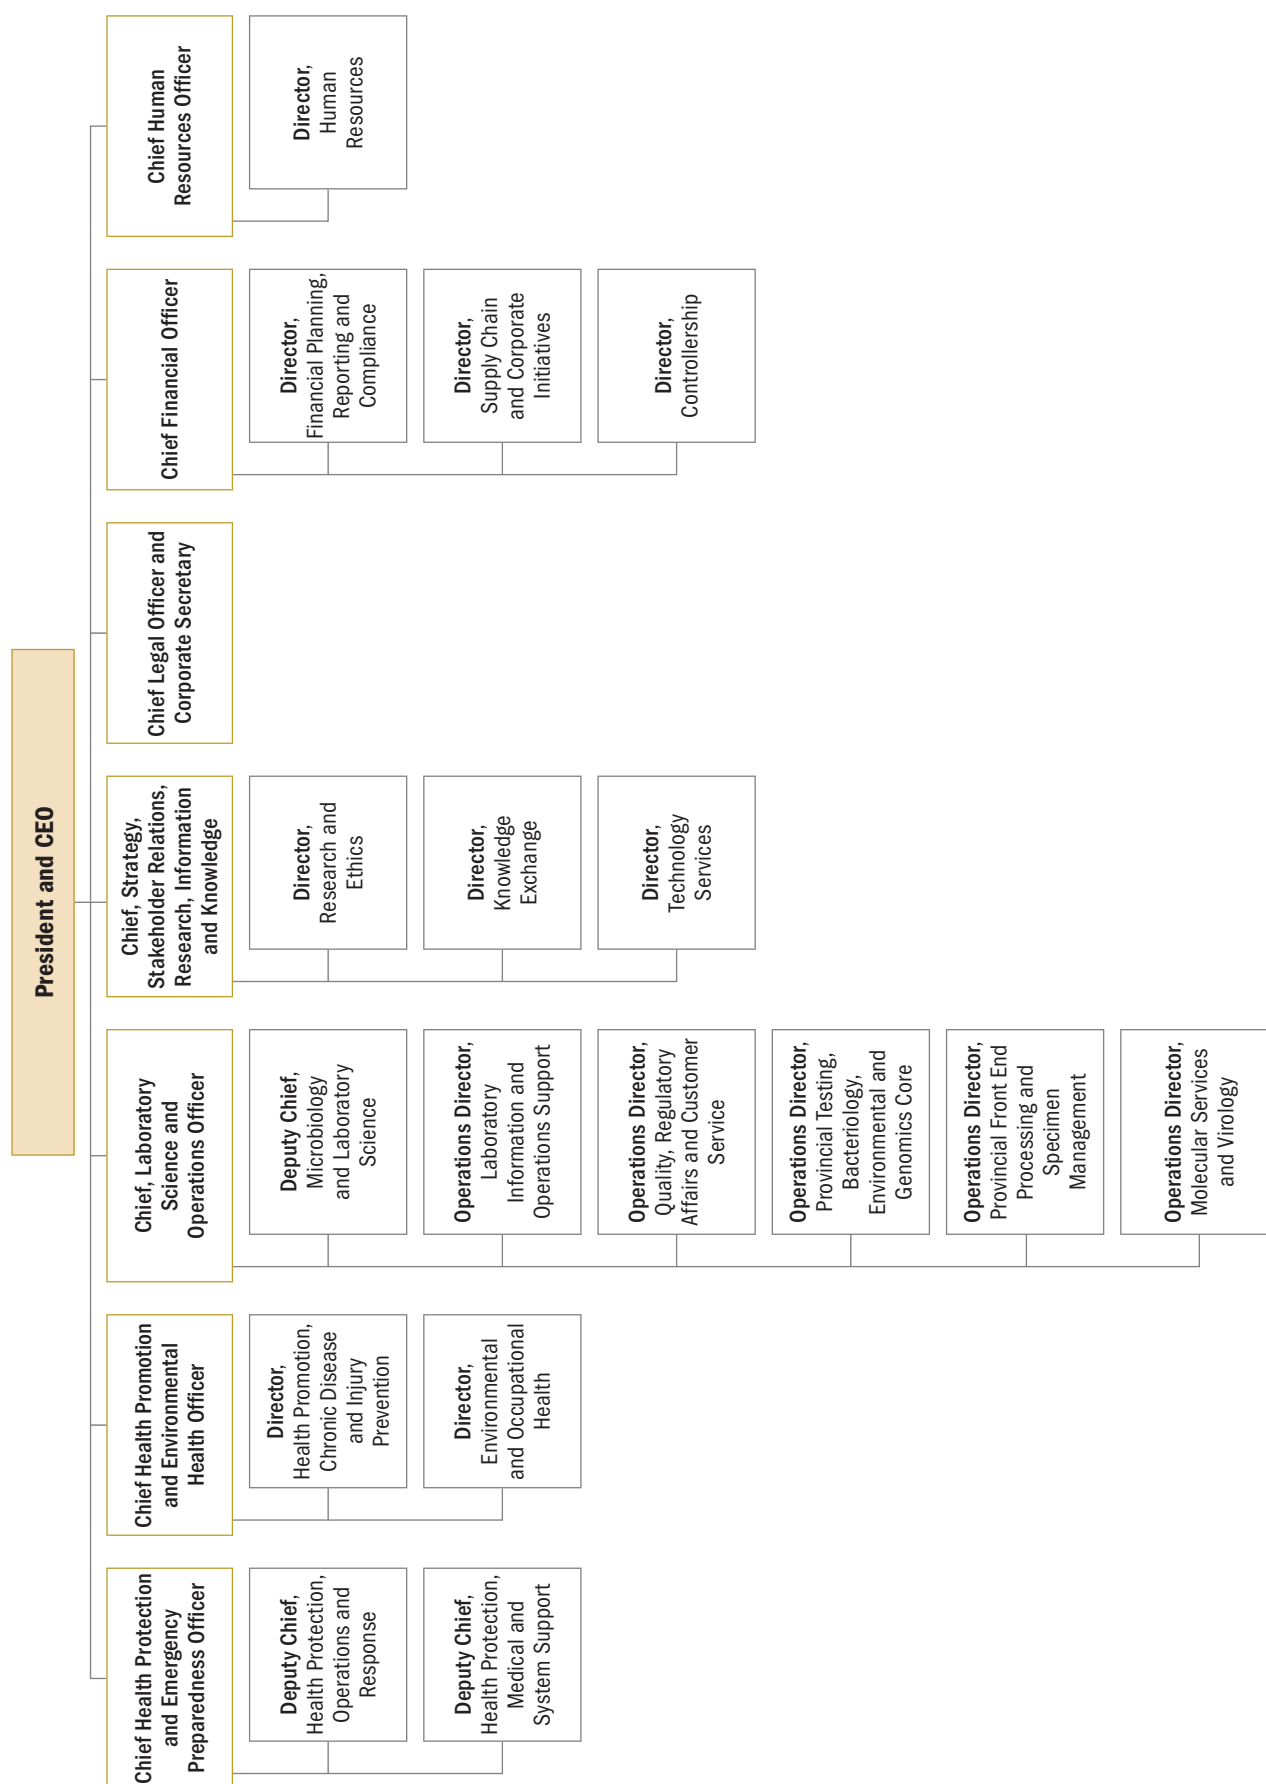 President and CEO
Chief Health Protection
and Emergency
Preparedness Officer
Deputy Chief,
Health Protection,
Operations and
Response
Deputy Chief,
Health Protection,
Medical and
System Support
Chief Health Promotion
and Environmental
Health Officer
Director,
Health Promotion,
Chronic Disease
and Injury
Prevention
Director,
Environmental
and Occupational
Health
Chief, Laboratory
Science and
Operations Officer
Deputy Chief,
Microbiology
and Laboratory
Science
Operations Director,
Laboratory
Information and
Operations Support
Operations Director,
Quality, Regulatory
Affairs and Customer
Service
Operations Director,
Provincial Testing,
Bacteriology,
Environmental and
Genomics Core
Operations Director,
Provincial Front End
Processing and
Specimen
Management
Operations Director,
Molecular Services
and Virology
Chief, Strategy,
Stakeholder Relations,
Research, Information
and Knowledge
Director,
Research and
Ethics
Director,
Knowledge
Exchange
Director,
Technology
Services
Chief Legal Officer and
Corporate Secretary
Chief Financial Officer
Director,
Financial Planning,
Reporting and
Compliance
Director,
Supply Chain
and Corporate
Initiatives
Director,
Controllership
Chief Human
Resources Officer
Director,
Human
Resources